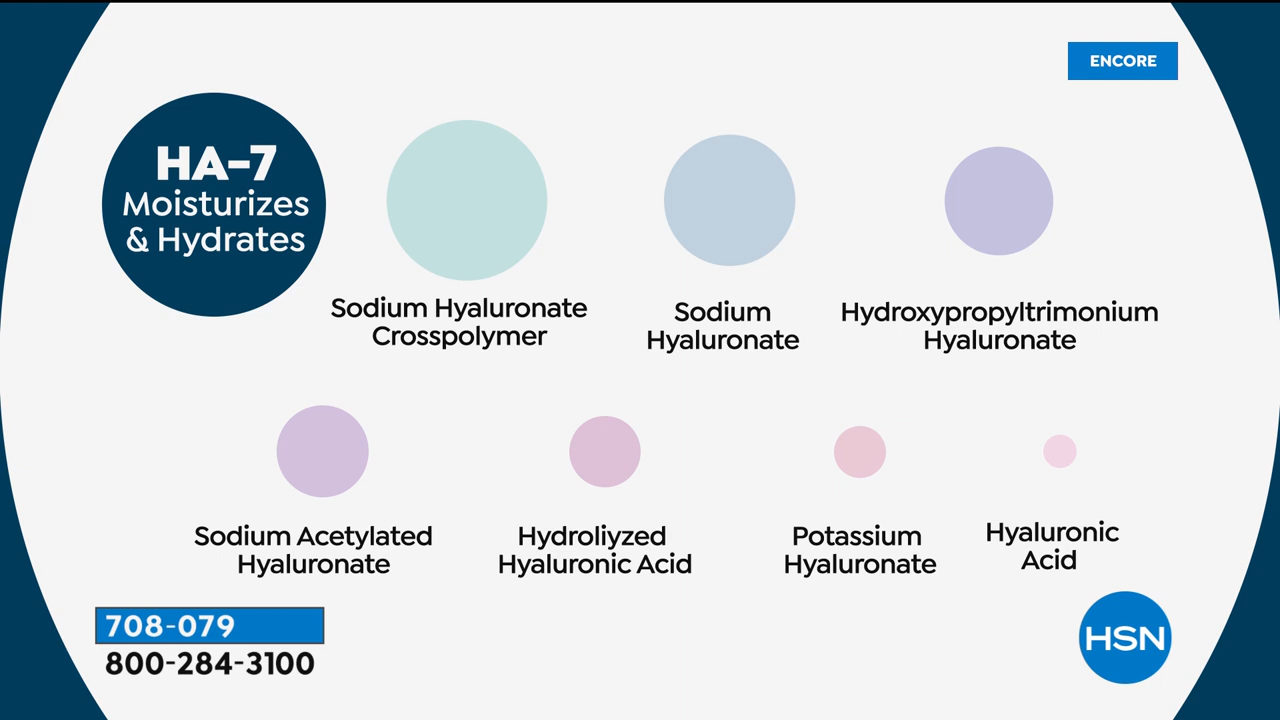 ENCORE
HA-7
Moisturizes
& Hydrates
Sodium Hyaluronate
Crosspolymer
Sodium
Hyaluronate
Hydroxypropyltrimonium
Hyaluronate
Sodium Acetylated
Hyaluronate
Hydroliyzed
Hyaluronic Acid
Potassium
Hyaluronate
Hyaluronic
Acid
708-079
800-284-3100
HSN